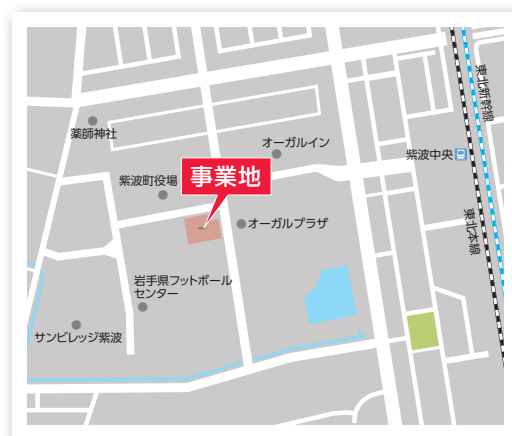 東北新幹線
薬師神社
オーガルイン
紫波中央
紫波町役場
事業地
オーガルプラザ
東北本線
岩手県フットボール
センター
サンビレッジ紫波